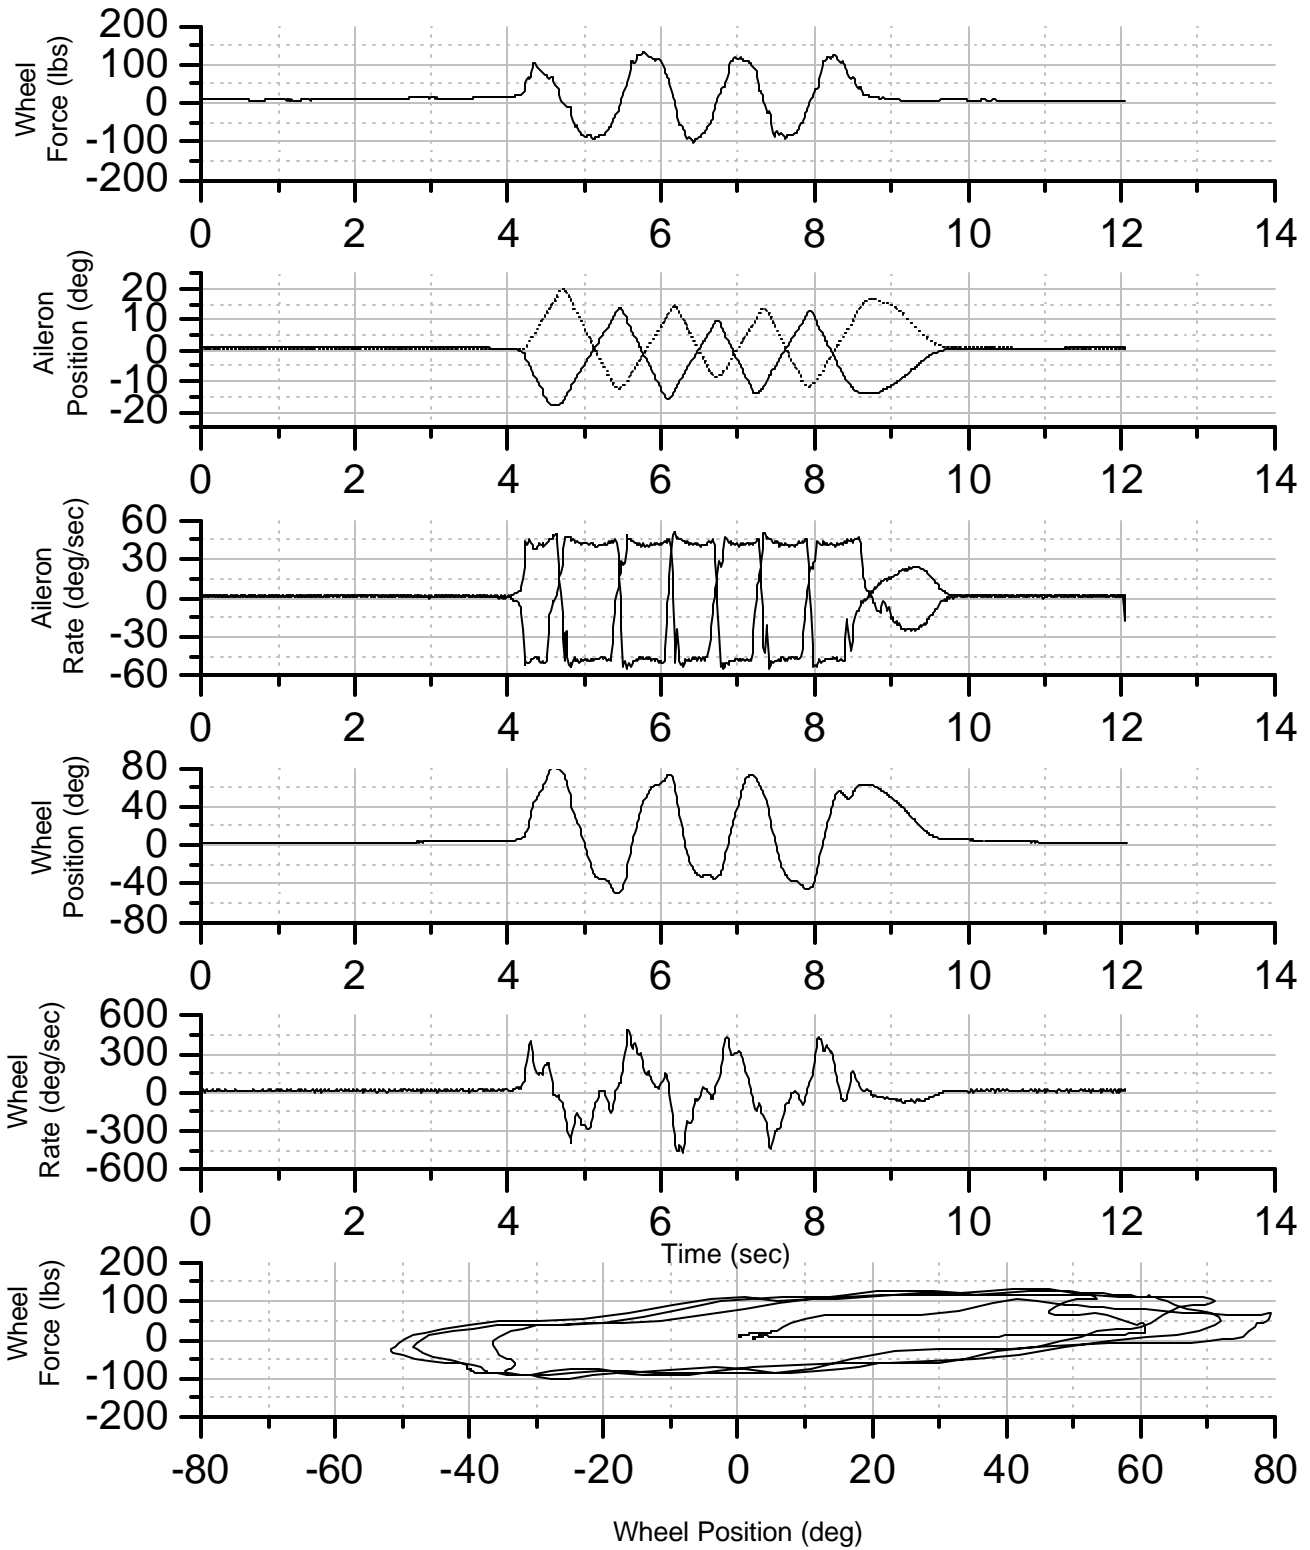 Wheel
Force (lbs)
200
100
0
-100
-200
0 2 4 6 8 10 12 14
Aileron
Position (deg)
20
10
0
-10
-20
0 2 4 6 8 10 12 14
Aileron
Rate (deg/sec)
60
30
0
-30
-60
0 2 4 6 8 10 12 14
Wheel
Position (deg)
80
40
0
-40
-80
0 2 4 6 8 10 12 14
Wheel
Rate (deg/sec)
600
300
0
-300
-600
0 2 4 6 8 10 12 14
Time (sec)
Wheel
Force (lbs)
200
100
0
-100
-200
-80 -60 -40 -20 0 20 40 60 80
Wheel Position (deg)